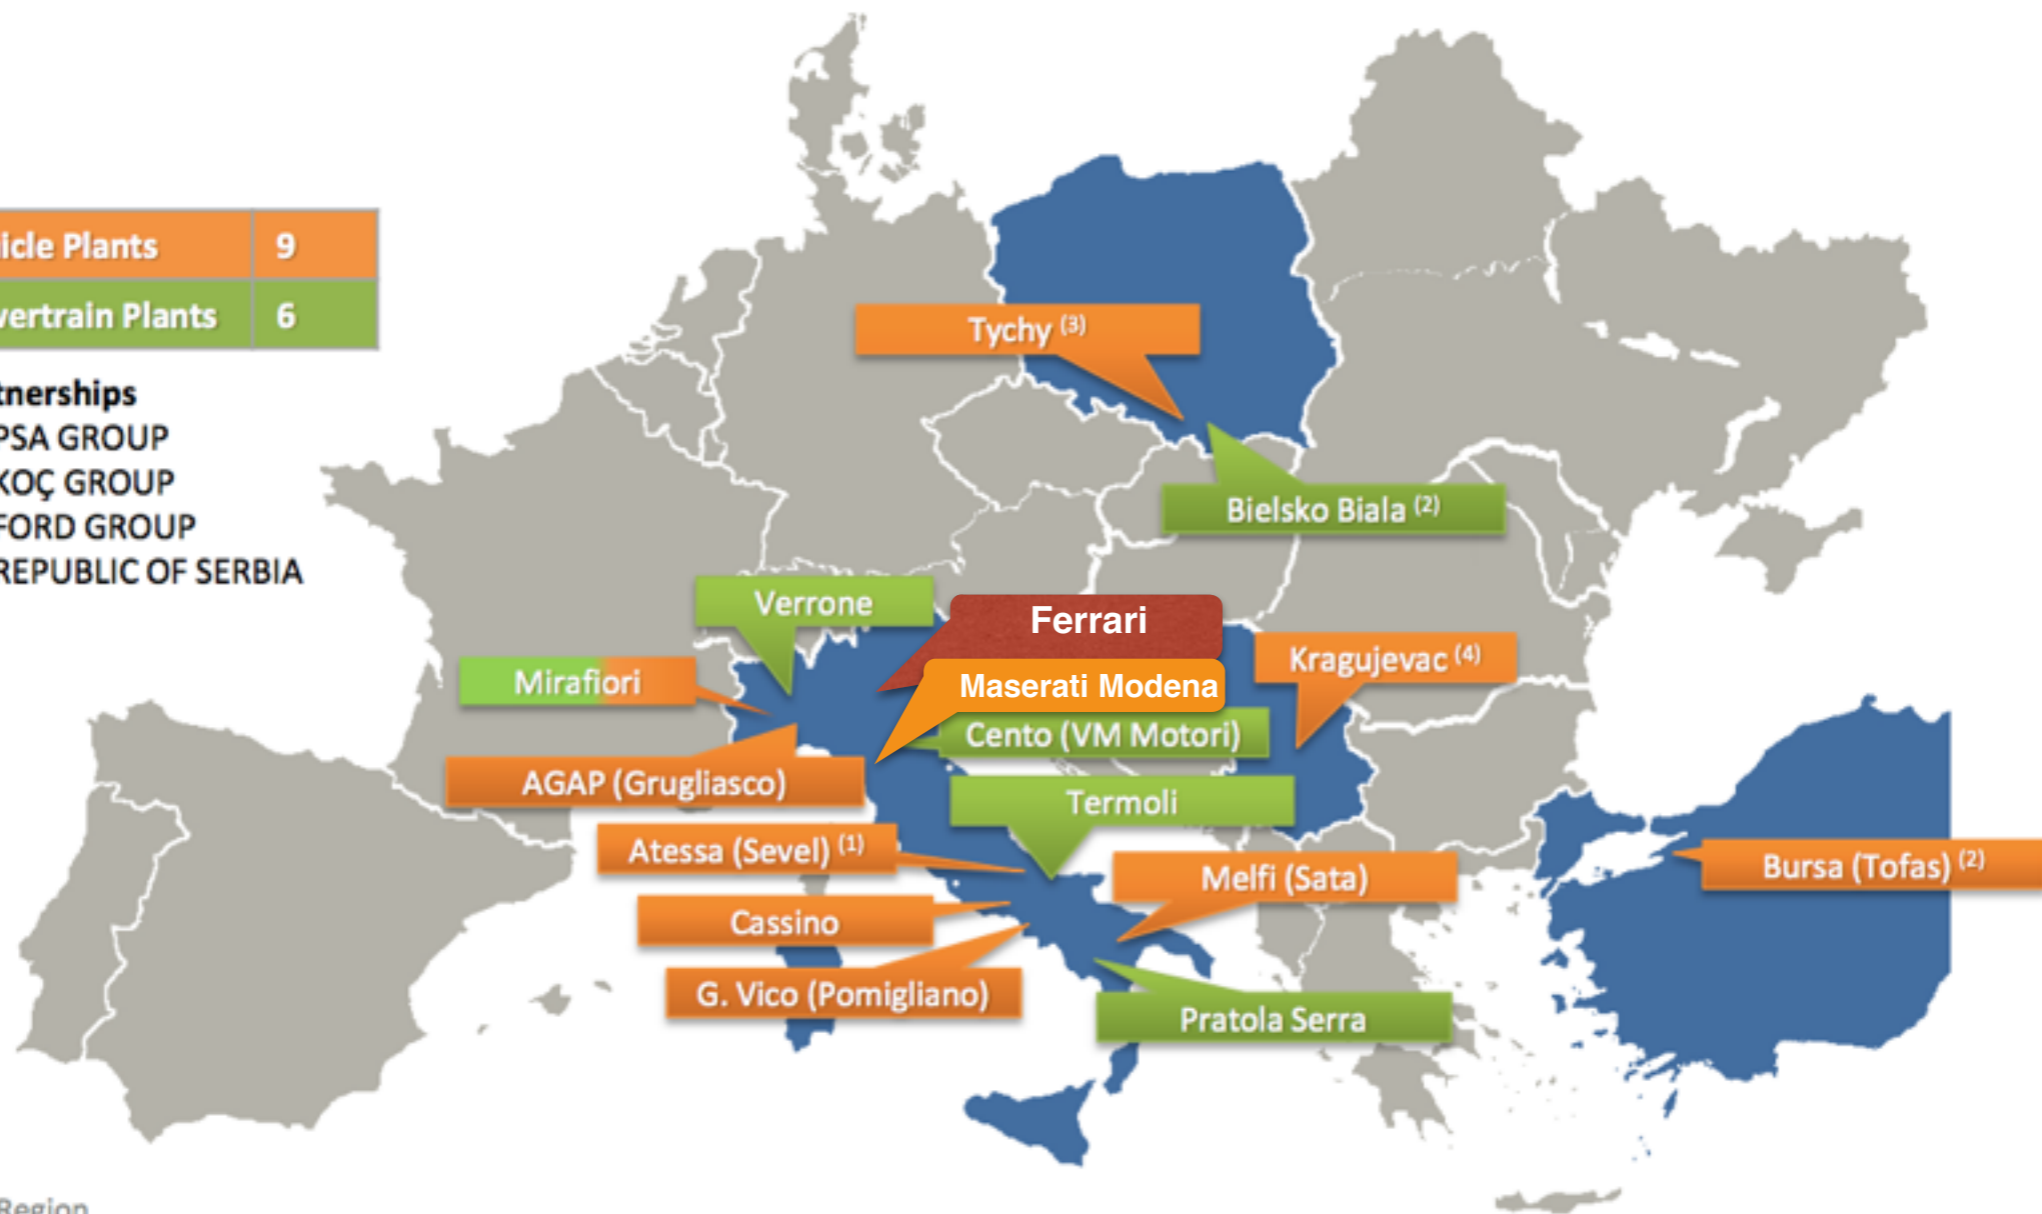 icle Plants 9
vertrain Plants 6
tnerships
PSA GROUP
KOÇ GROUP
FORD GROUP
REPUBLIC OF SERBIA
Tychy (3)
Bielsko Biala (2)
Verrone
Ferrari
Mirafiori
Maserati Modena
Kragujevac (4)
Cento (VM Motori)
AGAP (Grugliasco)
Termoli
Atessa (Sevel) (1)
Melfi (Sata)
Bursa (Tofas) (2)
Cassino
G. Vico (Pomigliano)
Pratola Serra
Region